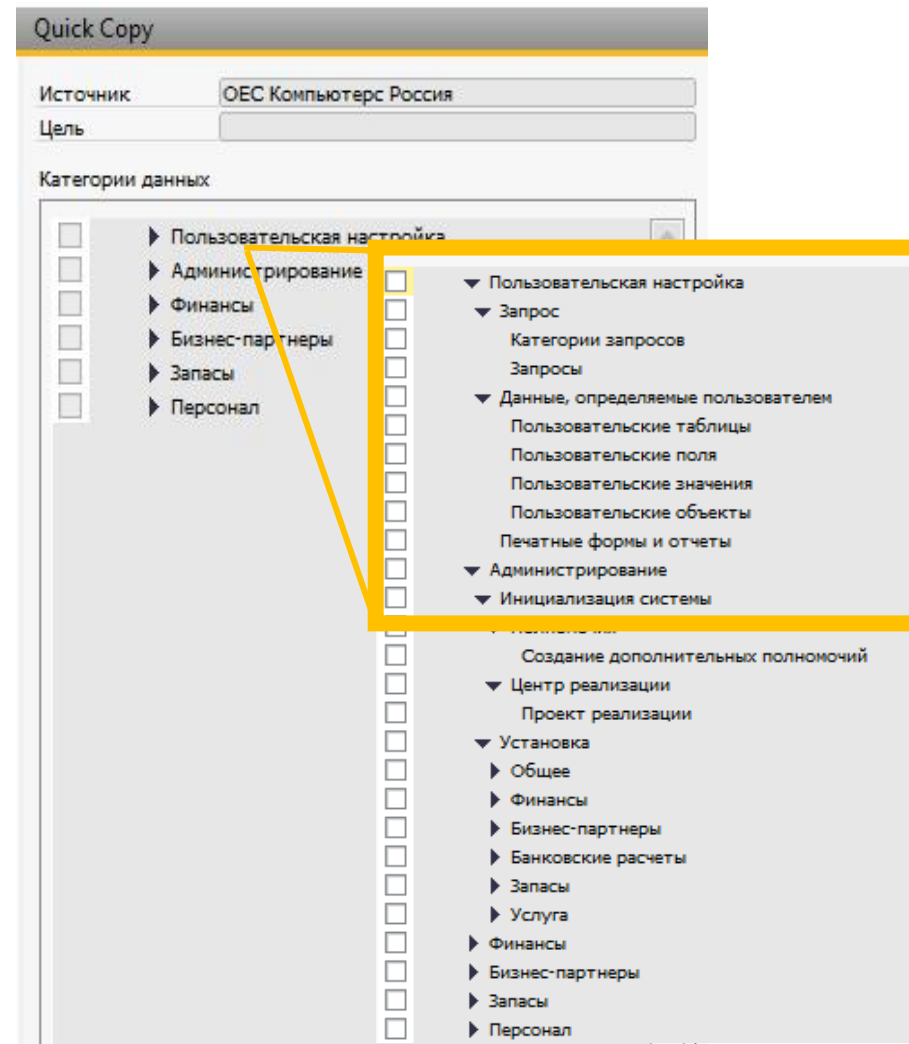 Quick Copy
Источник ОЕС Компьютерс Россия
Цель
Категории данных
Пользовательская настройка
Администрирование
Финансы
Бизнес-партнеры
Запасы
Персонал
Пользовательская настройка
Запрос
Категории запросов
Запросы
Данные, определяемые пользователем
Пользовательские таблицы
Пользовательские поля
Пользовательские значения
Пользовательские объекты
Печатные формы и отчеты
Администрирование
Инициализация системы
Создание дополнительных полномочий
Центр реализации
Проект реализации
Установка
Общее
Финансы
Бизнес-партнеры
Банковские расчеты
Запасы
Услуга
Финансы
Бизнес-партнеры
Запасы
Персонал